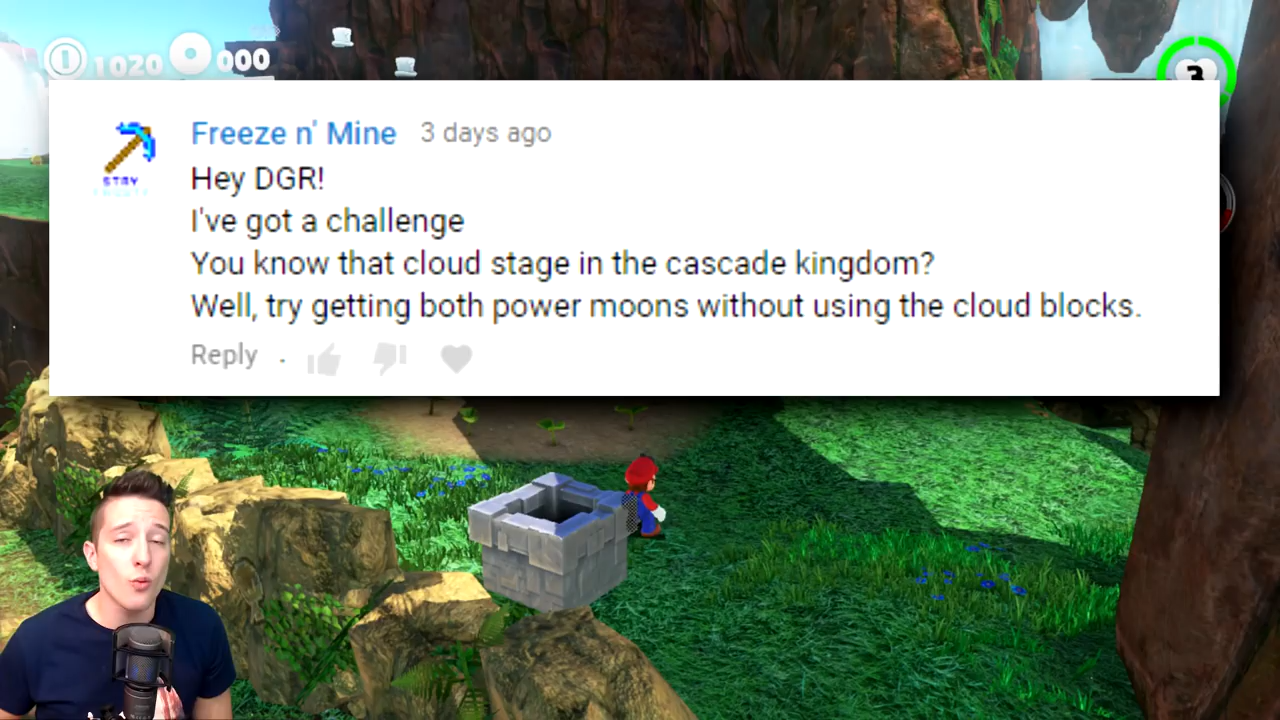 1020 000
3
Freeze n' Mine 3 days ago
STAY
Hey DGR!
I've got a challenge
You know that cloud stage in the cascade kingdom?
Well, try getting both power moons without using the cloud blocks.
Reply .